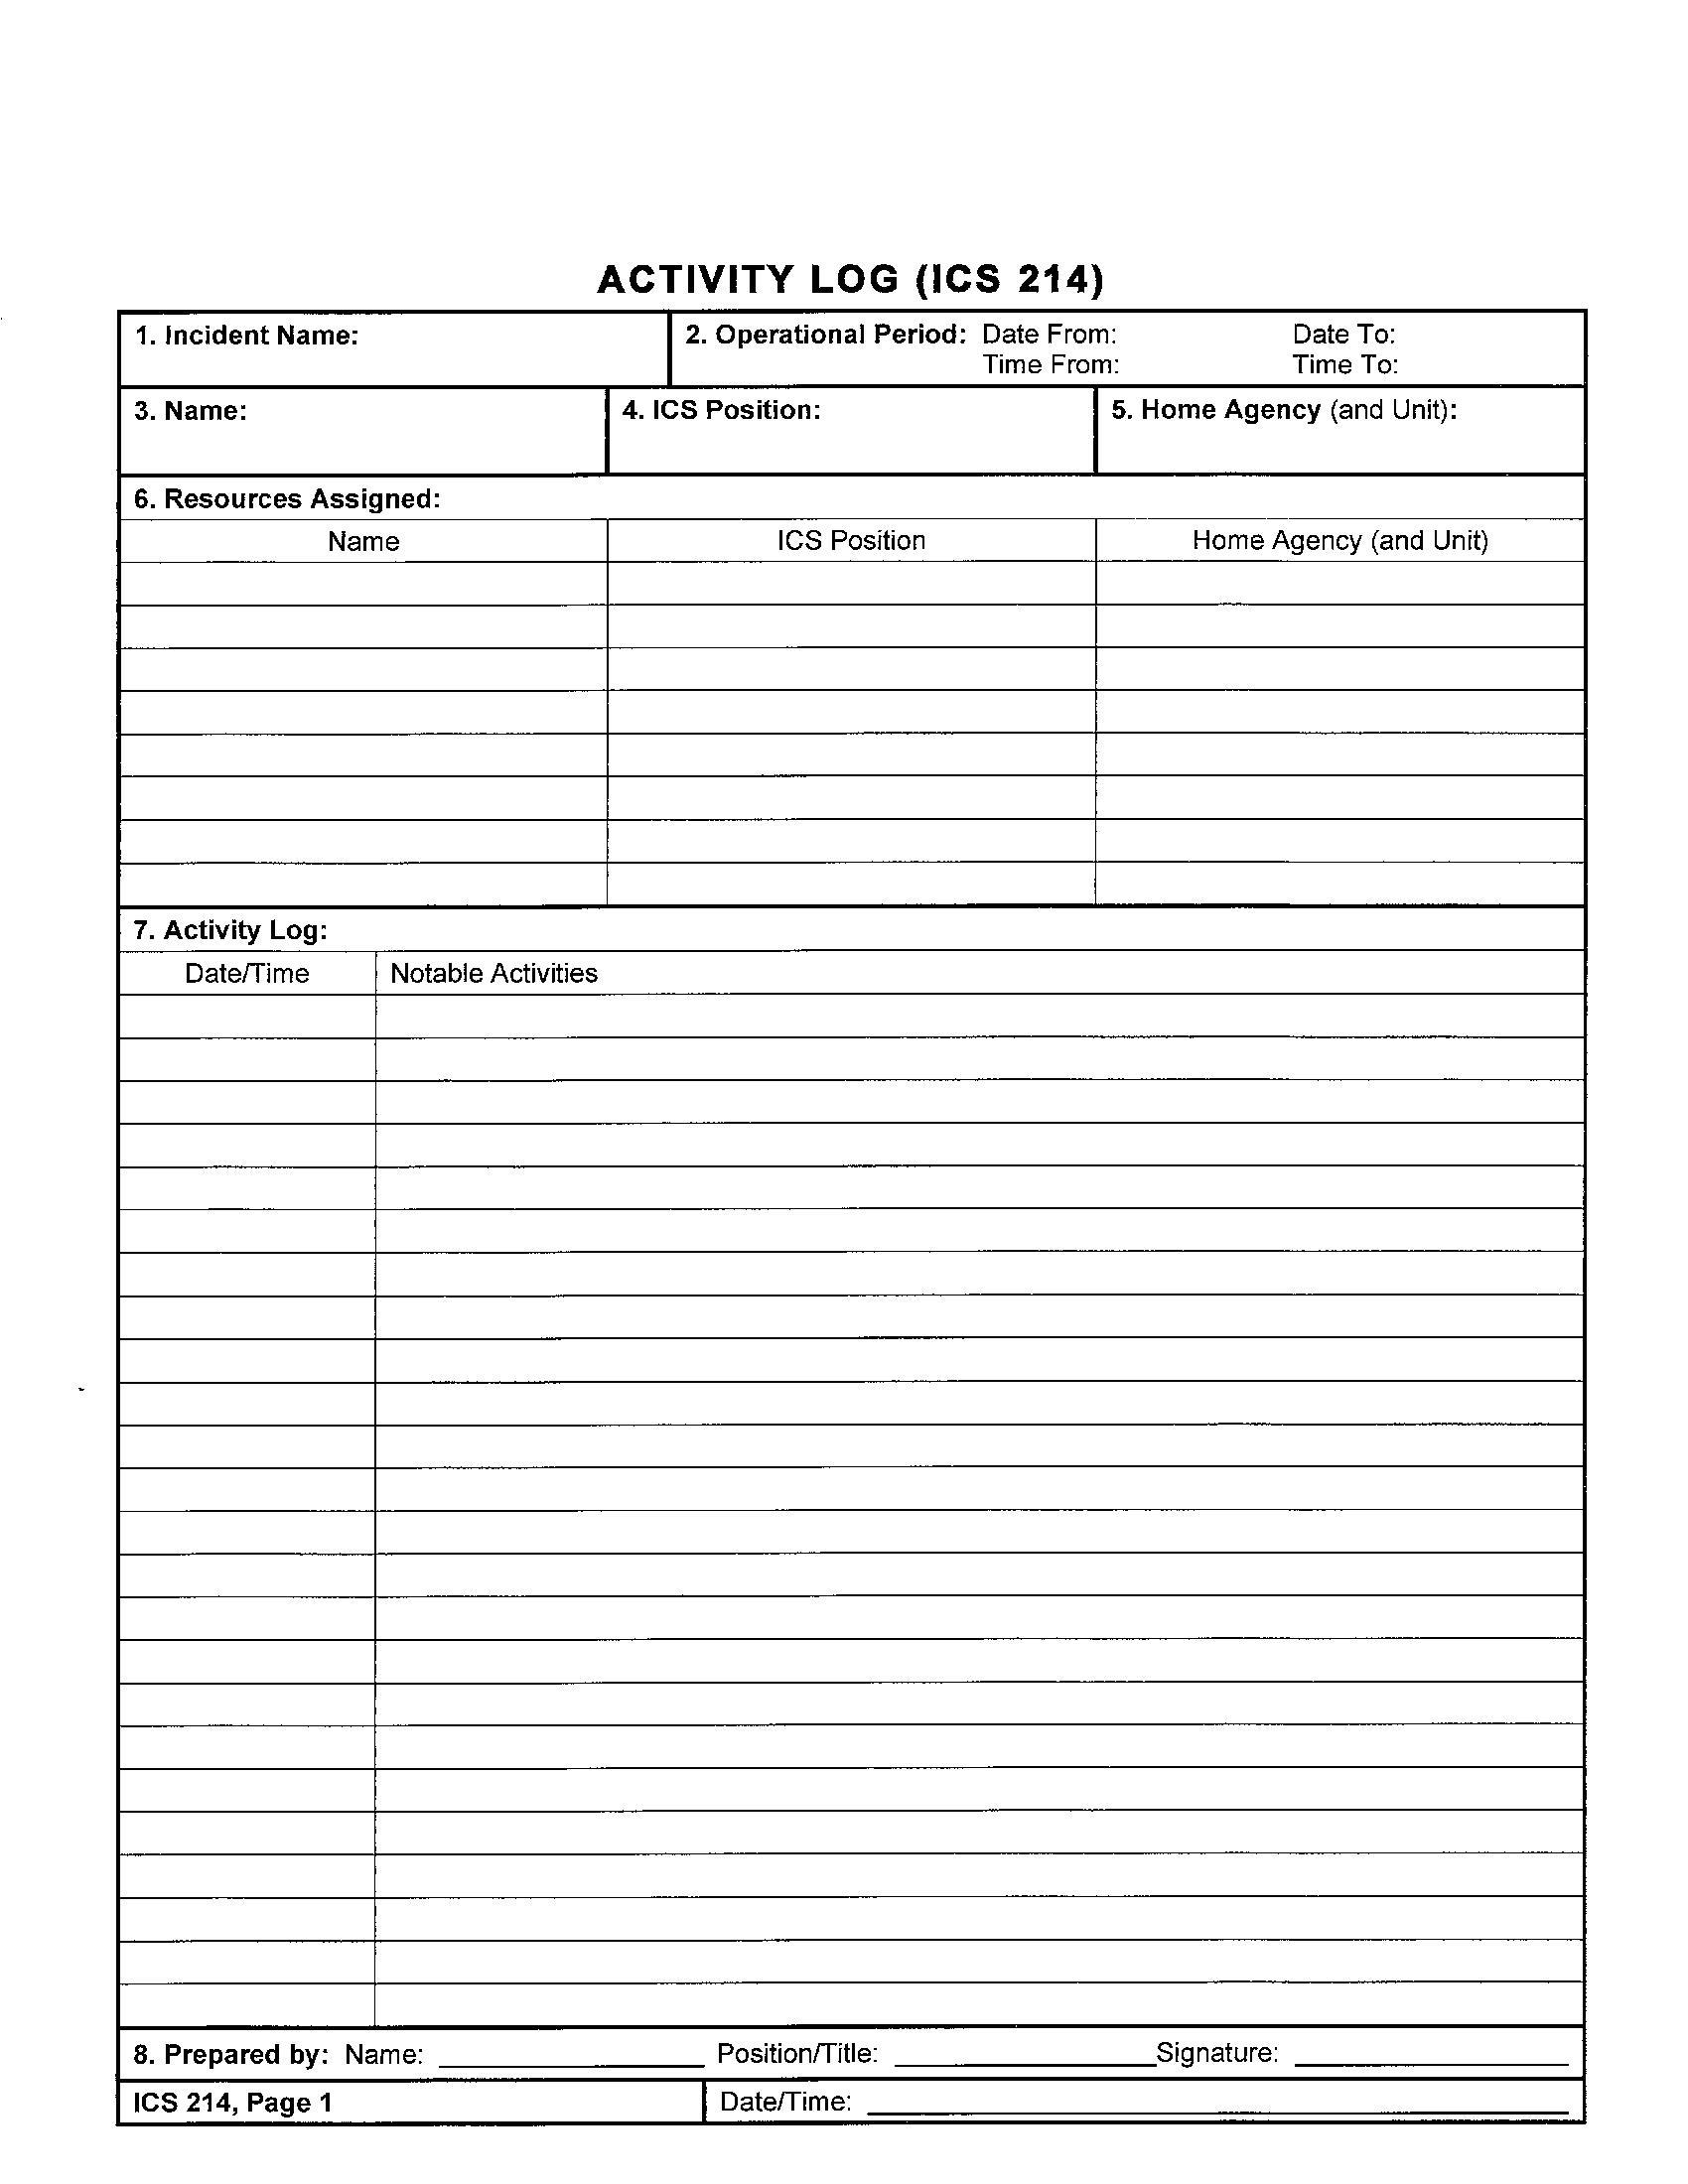 ACTIVITY LOG (ICS 214)
1. Incident Name:
2. Operational Period: Date From: Date To:
Time From: Time To:
3. Name:
4. ICS Position:
5. Home Agency (and Unit):
6. Resources Assigned:
Name ICS Position Home Agency (and Unit)
7. Activity Log:
Date/Time Notable Activities
8. Prepared by: Name: Position/Title: Signature:
ICS 214, Page 1 Date/Time: